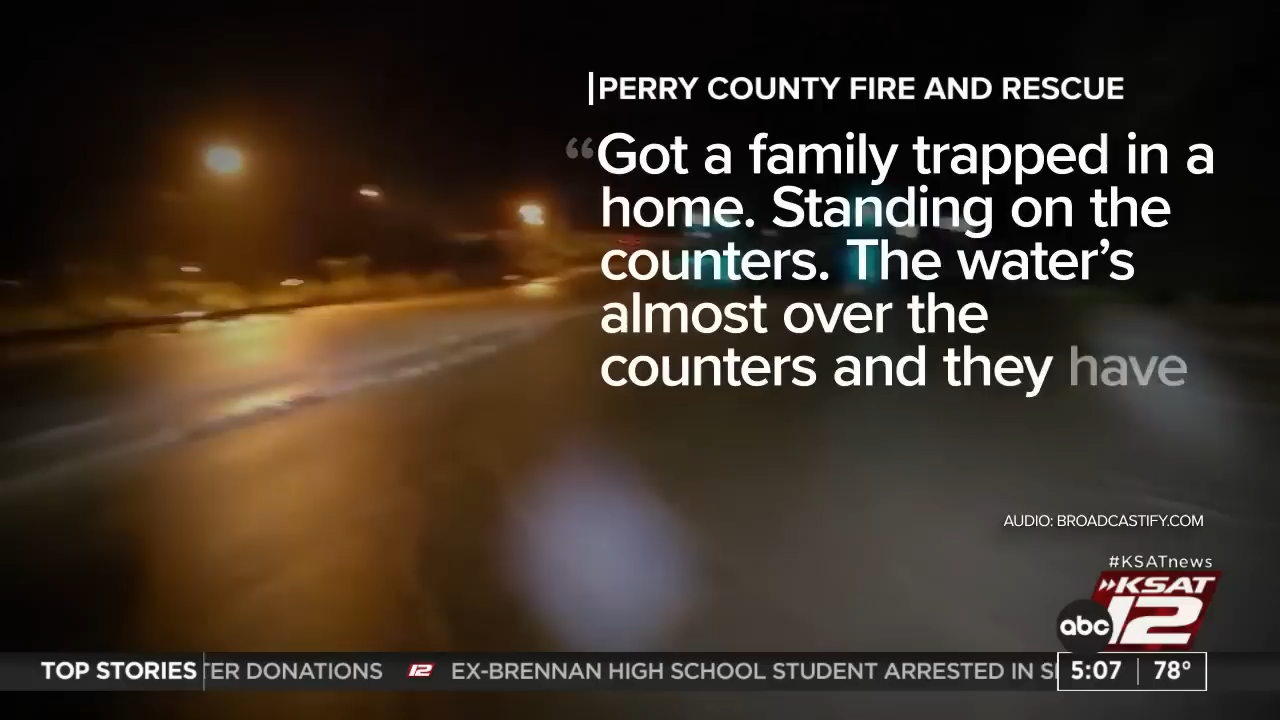 PERRY COUNTY FIRE AND RESCUE
“Got a family trapped in a
home. Standing on the
counters. The water’s
almost over the
counters and they have
AUDIO: BROADCASTIFY.COM
#KSATnews
KSAT
abc 12
TOP STORIES TER DONATIONS 12 EX-BRENNAN HIGH SCHOOL STUDENT ARRESTED IN 5:07 78°